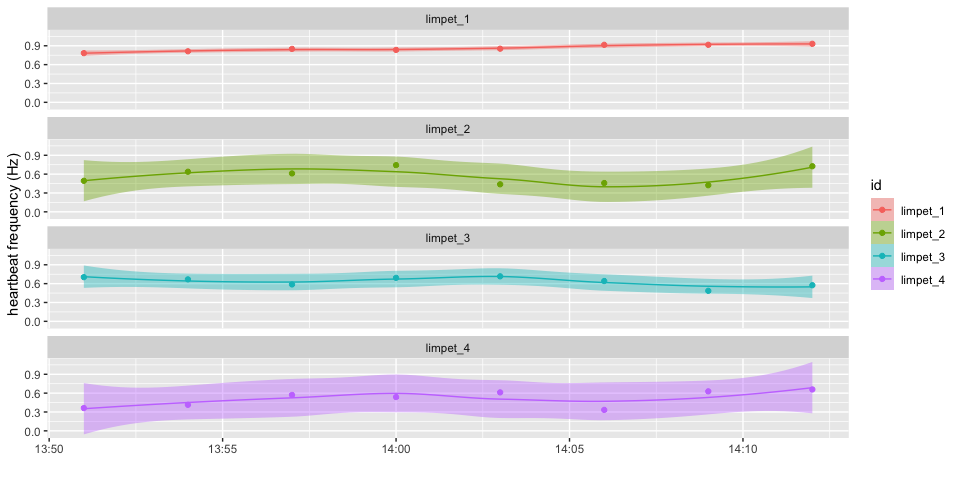 limpet_1
0.9
0.6
0.3
0.0
limpet_2
0.9
0.6
0.3
0.0
limpet_3
0.9
0.6
0.3
0.0
limpet_4
0.9
0.6
0.3
0.0
13:50 13:55 14:00 14:05 14:10
heartbeat frequency (Hz)
id
limpet_1
limpet_2
limpet_3
limpet_4